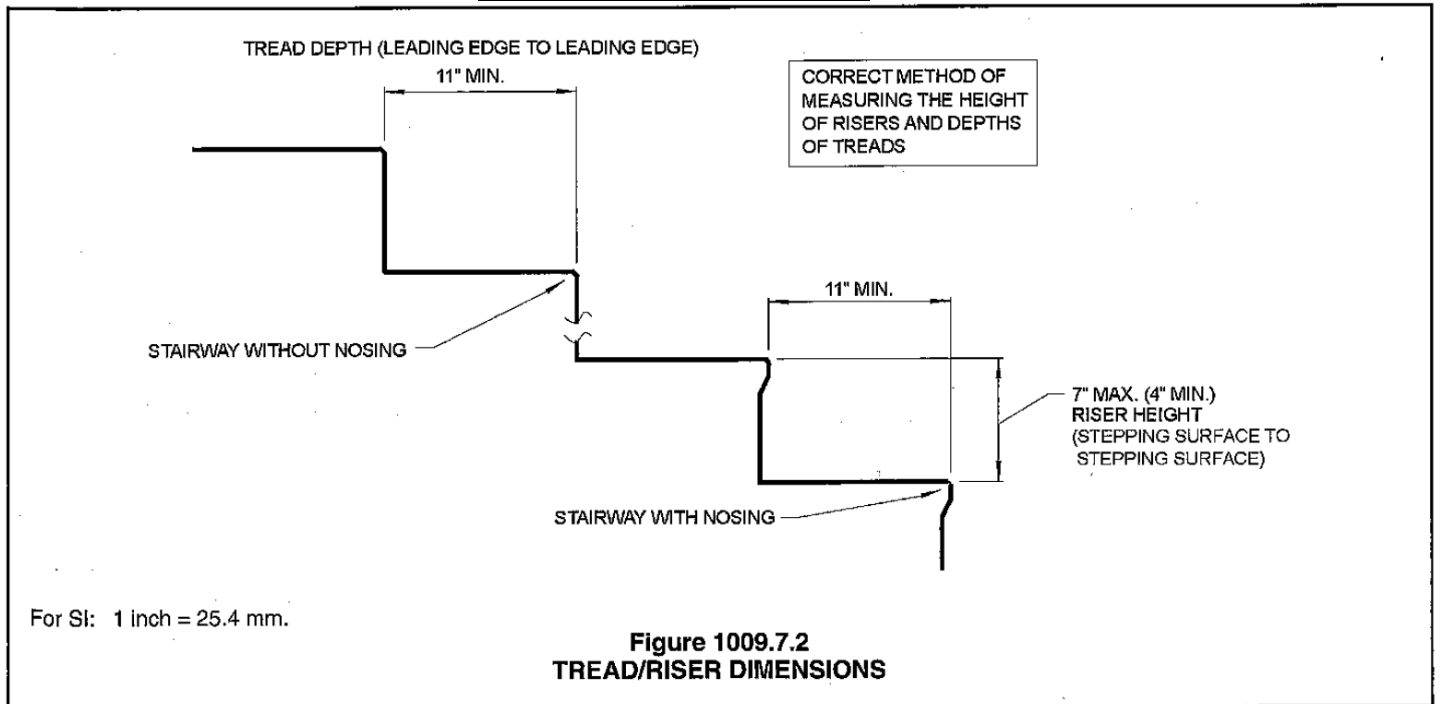 TREAD DEPTH (LEADING EDGE TO LEADING EDGE)
11" MIN.
CORRECT METHOD OF
MEASURING THE HEIGHT
OF RISERS AND DEPTHS
OF TREADS
11" MIN.
STAIRWAY WITHOUT NOSING
7" MAX. (4" MIN.)
RISER HEIGHT
(STEPPING SURFACE TO
STEPPING SURFACE)
STAIRWAY WITH NOSING
For SI: 1 inch = 25.4 mm.
Figure 1009.7.2
TREAD/RISER DIMENSIONS